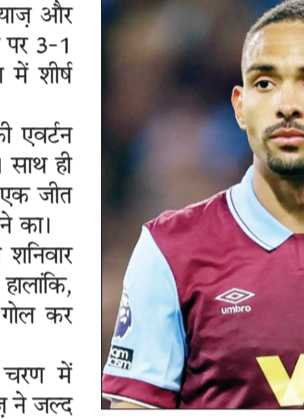 याज़ और
पर 3-1
में शीर्ष
की एवर्टन
साथ ही
एक जीत
ने का।
शनिवार
हालांकि,
गोल कर
चरण में
ज़ ने जल्द
umbro